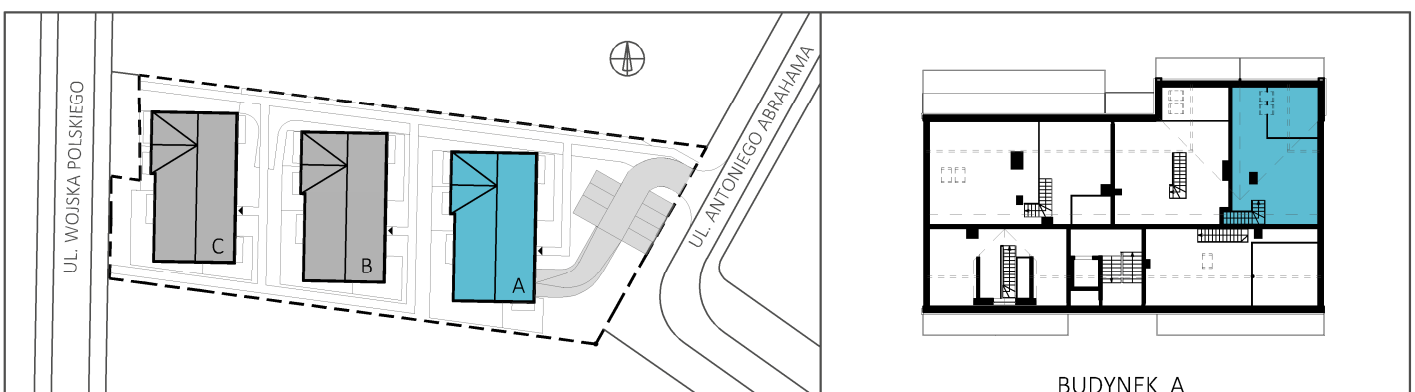 UL. WOJSKA POLSKIEGO
C
B
A
UL. ANTONIEGO ABRAHAMA
BUDYNEK A